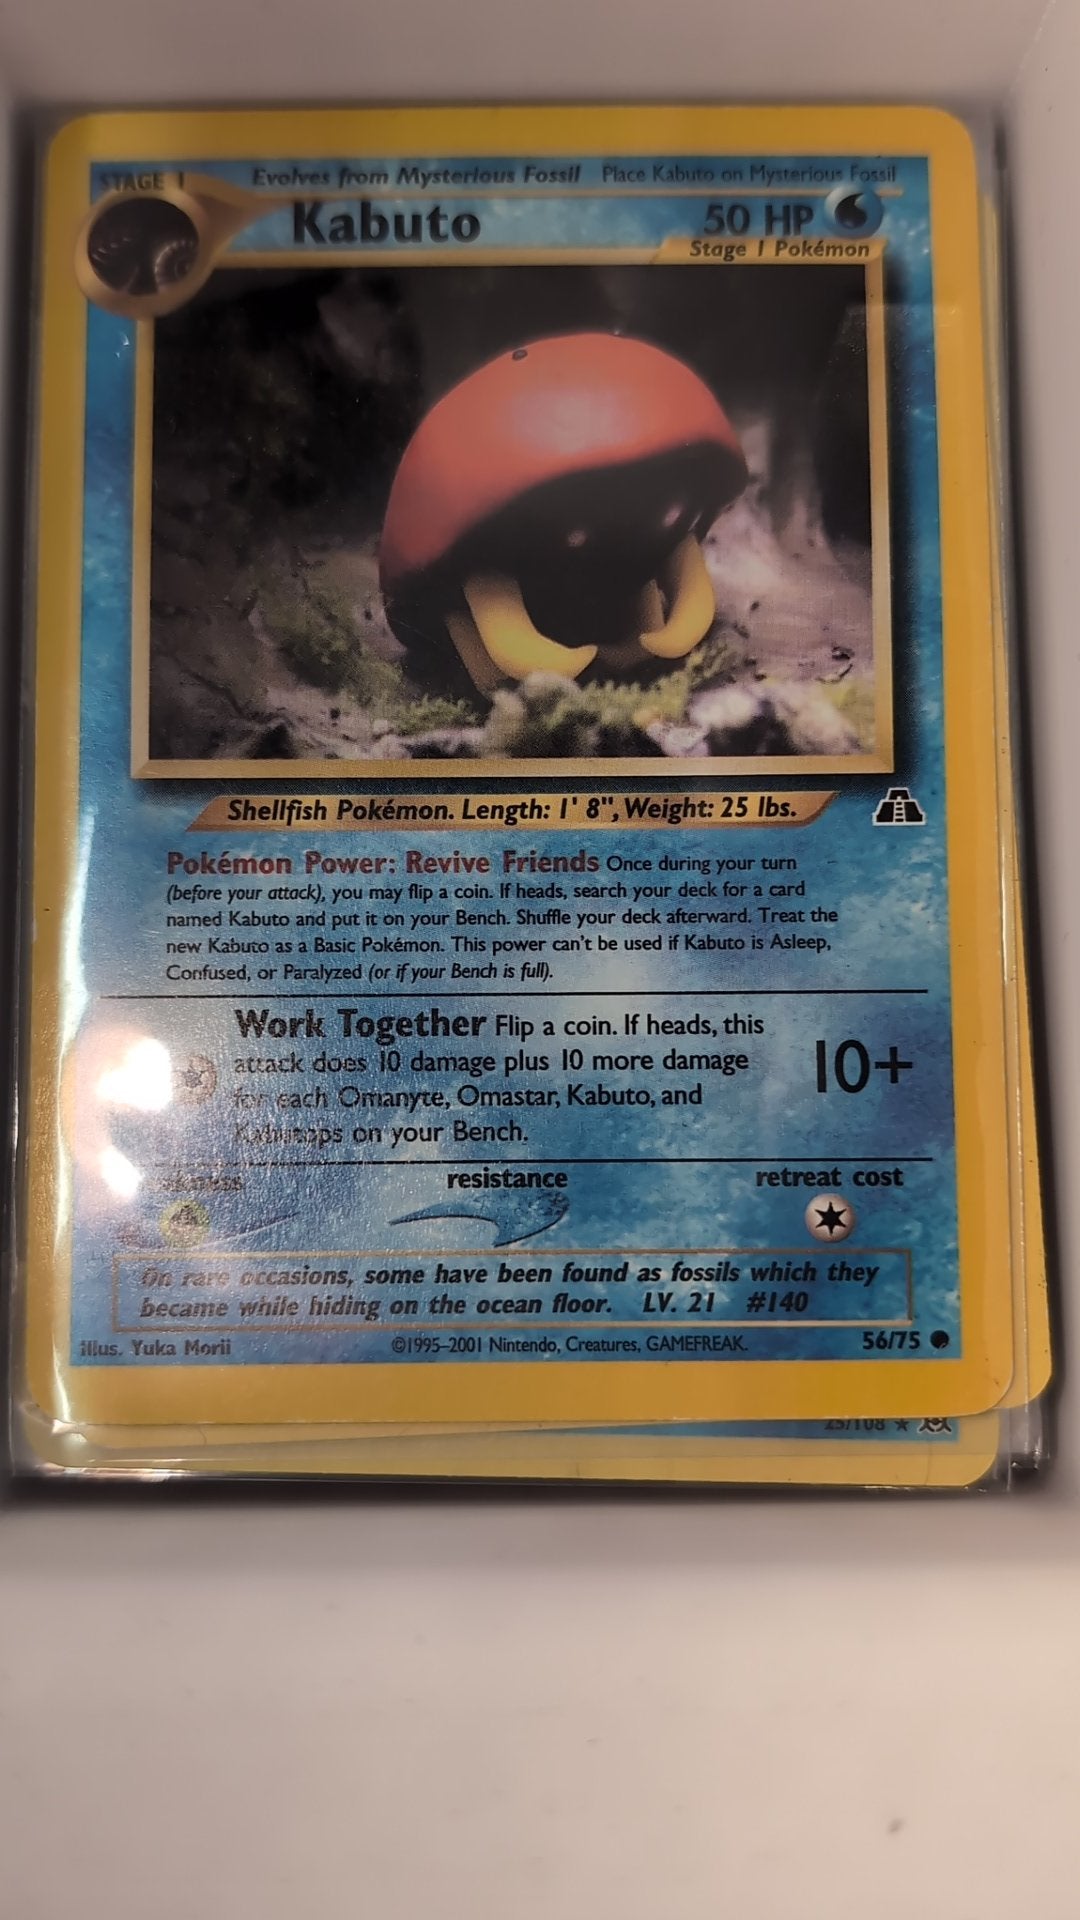 STAGE 1 Evolves from Mysterious Fossil Place Kabuto on Mysterious Fossil
Kabuto 50 HP
Stage 1 Pokémon
Shellfish Pokémon. Length: 1' 8", Weight: 25 lbs.
Pokémon Power: Revive Friends Once during your turn
(before your attack), you may flip a coin. If heads, search your deck for a card
named Kabuto and put it on your Bench. Shuffle your deck afterward. Treat the
new Kabuto as a Basic Pokémon. This power can't be used if Kabuto is Asleep,
Confused, or Paralyzed (or if your Bench is full).
Work Together Flip a coin. If heads, this
attack does 10 damage plus 10 more damage
for each Omanyte, Omastar, Kabuto, and
Kabutops on your Bench.
10+
resistance retreat cost
On rare occasions, some have been found as fossils which they
became while hiding on the ocean floor. LV. 21 #140
Illus. Yuka Morii ©1995–2001 Nintendo, Creatures, GAMEFREAK. 56/75
25/108